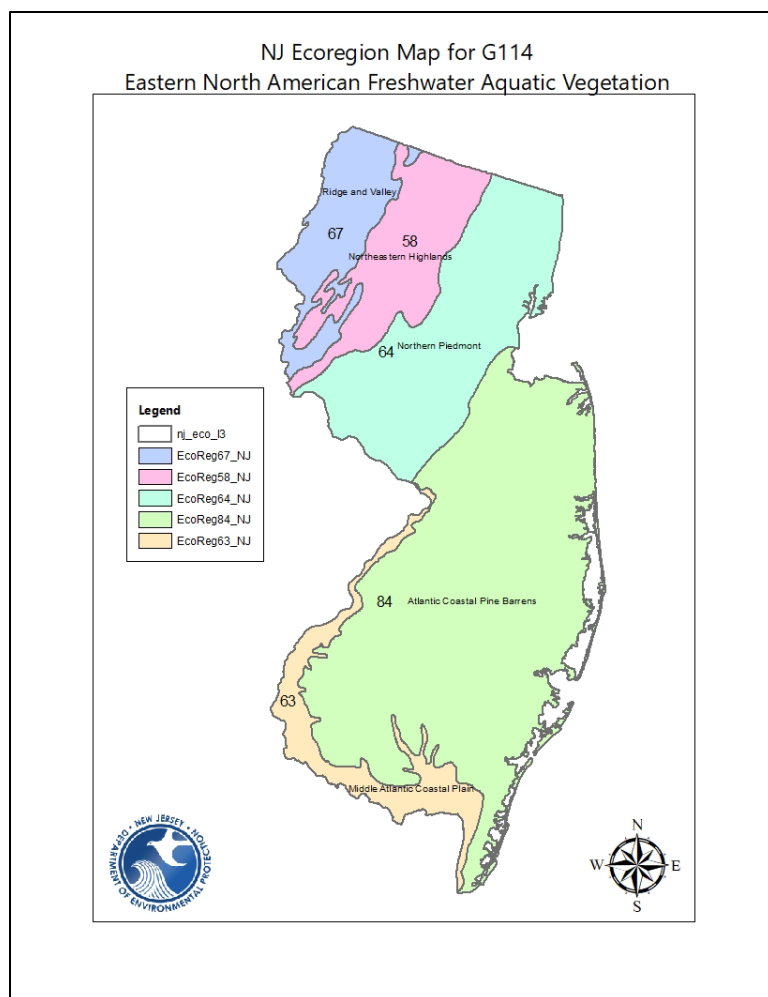 NJ Ecoregion Map for G114
Eastern North American Freshwater Aquatic Vegetation
Ridge and Valley
67
58
Northeastern Highlands
64 Northern Piedmont
Legend
nj_eco_l3
EcoReg67_NJ
EcoReg58_NJ
EcoReg64_NJ
EcoReg84_NJ
EcoReg63_NJ
84 Atlantic Coastal Pine Barrens
63
Middle Atlantic Coastal Plain
NEW JERSEY
DEPARTMENT OF ENVIRONMENTAL PROTECTION
N
W E
S